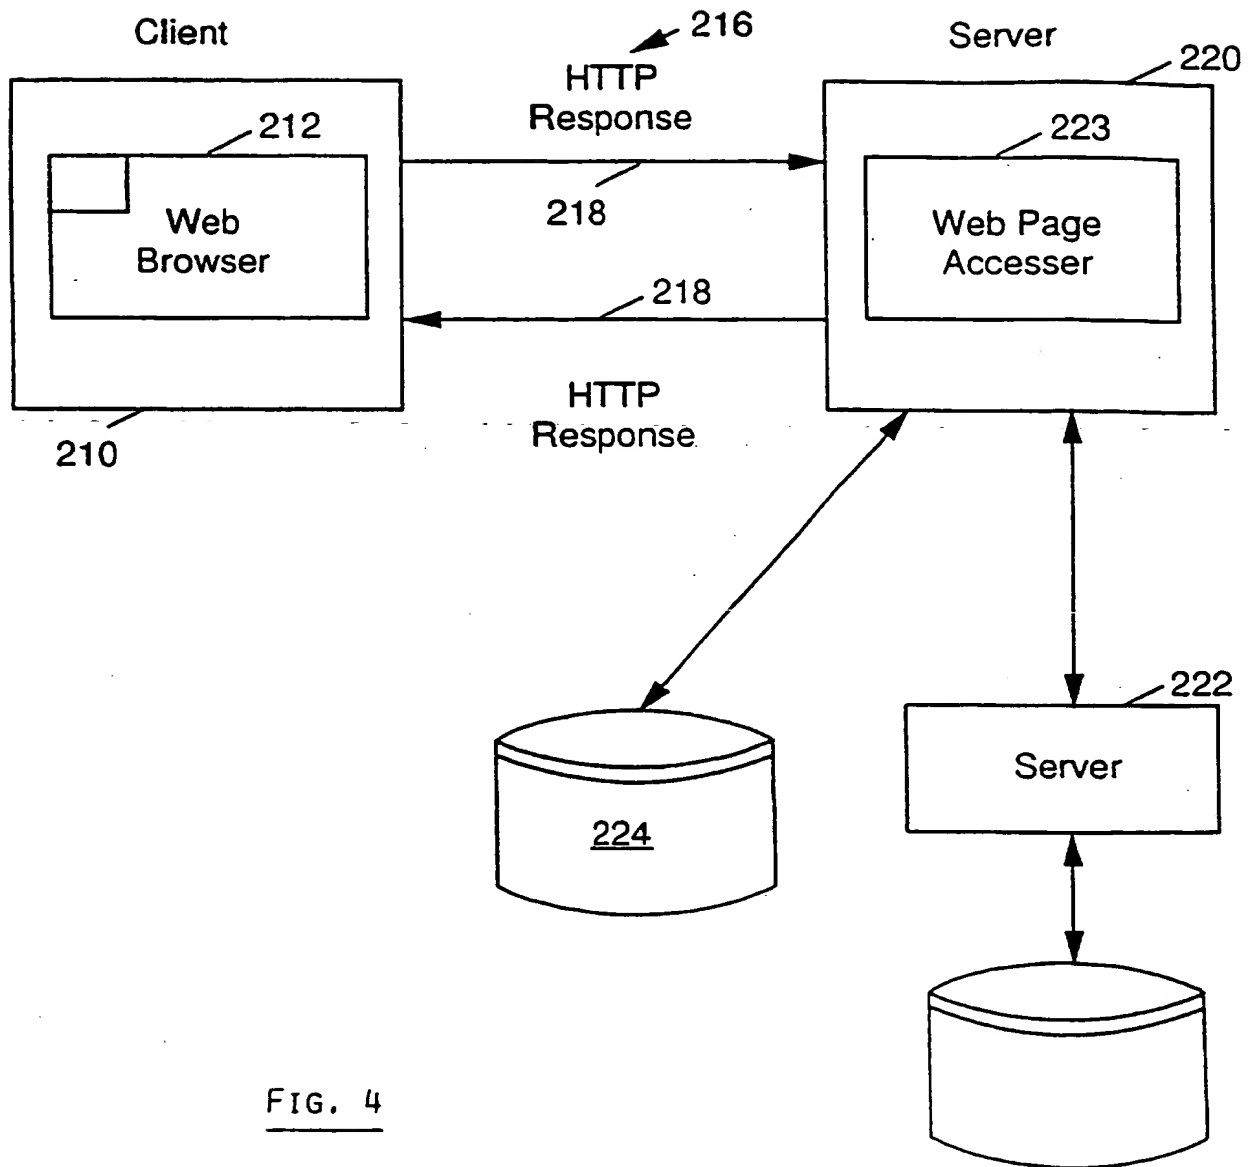 Client
216
Server
HTTP
Response
220
212
223
218
Web
Browser
Web Page
Accesser
218
HTTP
Response
210
222
Server
224
FIG. 4